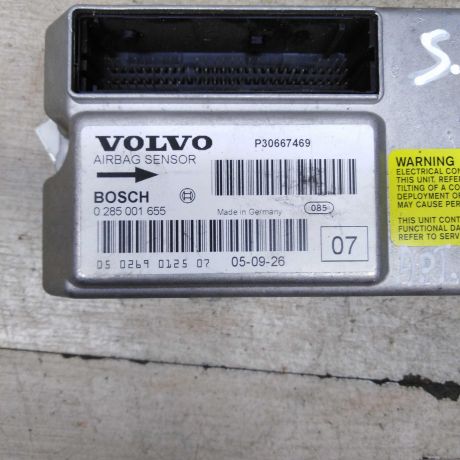 S.
VOLVO
AIRBAG SENSOR
P30667469
BOSCH
0 285 001 655
Made in Germany
085
07
05 0269 0125 07
05-09-26
WARNING
ELECTRICAL CON
THIS UNIT. REFER
TILTING OF A CO
DEPLOYMENT OF
MAY CAUSE PER
THIS UNIT CONT
FUNCTIONAL DA
REFER TO SERV